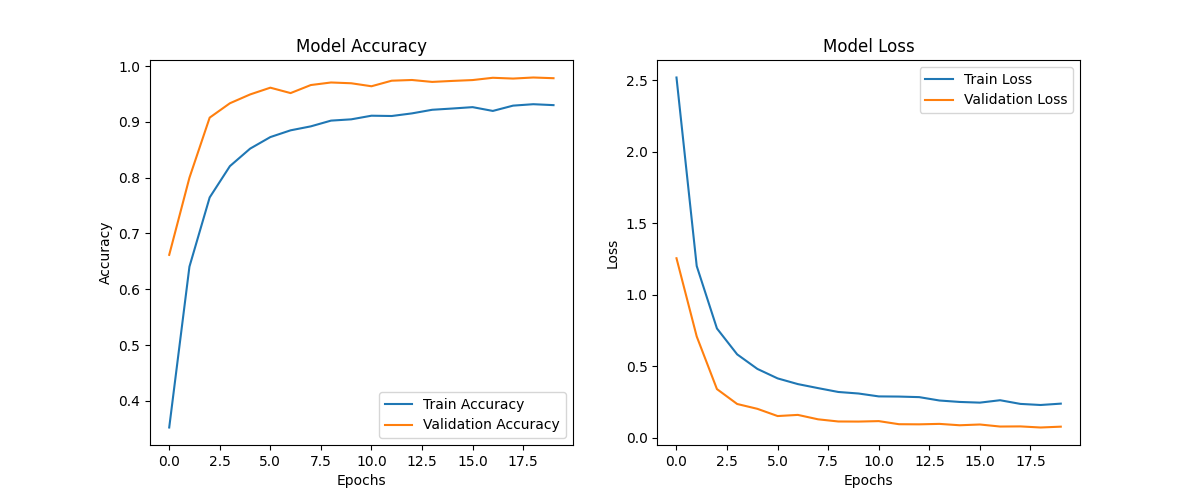 Model Accuracy
1.0
0.9
0.8
0.7
0.6
0.5
0.4
Accuracy
0.0 2.5 5.0 7.5 10.0 12.5 15.0 17.5
Epochs
Train Accuracy
Validation Accuracy
Model Loss
2.5
2.0
1.5
1.0
0.5
0.0
Loss
0.0 2.5 5.0 7.5 10.0 12.5 15.0 17.5
Epochs
Train Loss
Validation Loss